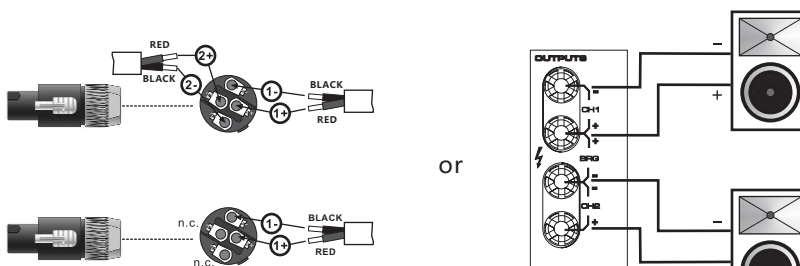 RED
2+
BLACK
2-
1-
BLACK
1+
RED
n.c.
1-
BLACK
1+
RED
n.c.
or
OUTPUTS
-
CH1
+
+
BRG
-
-
CH2
+
-
+
-